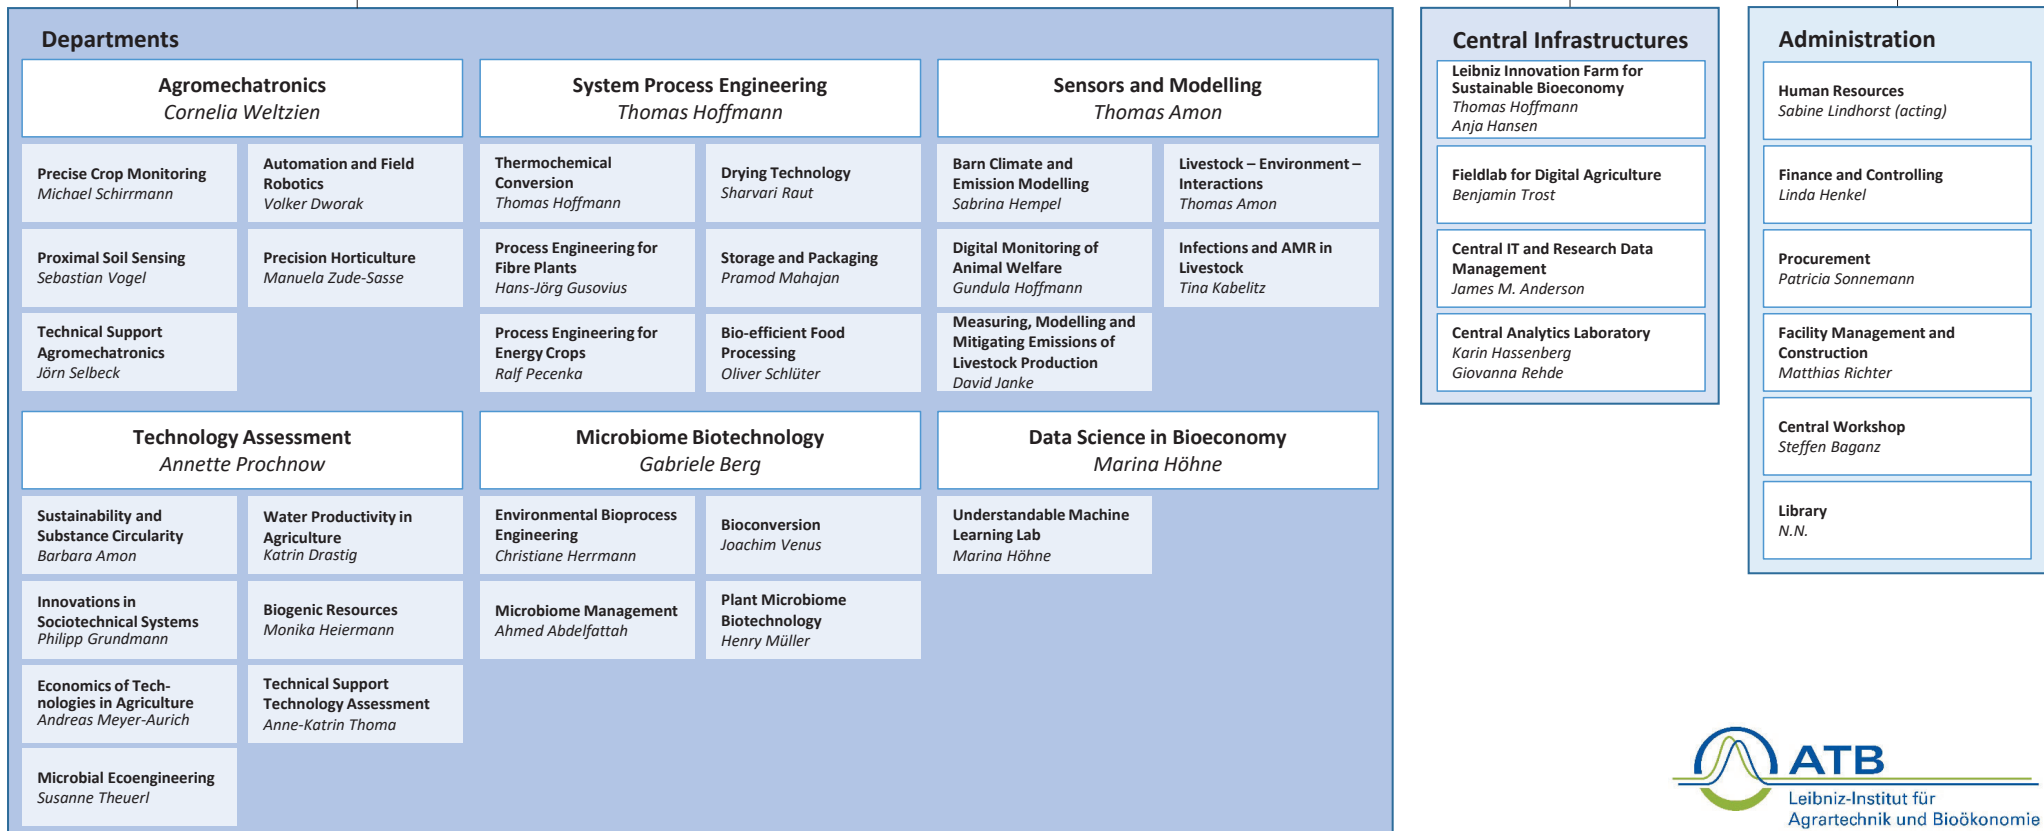 Departments
Agromechatronics
Cornelia Weltzien
Precise Crop Monitoring
Michael Schirrmann
Automation and Field
Robotics
Volker Dworak
Proximal Soil Sensing
Sebastian Vogel
Precision Horticulture
Manuela Zude-Sasse
Technical Support
Agromechatronics
Jörn Selbeck
System Process Engineering
Thomas Hoffmann
Thermochemical
Conversion
Thomas Hoffmann
Drying Technology
Sharvari Raut
Process Engineering for
Fibre Plants
Hans-Jörg Gusovius
Storage and Packaging
Pramod Mahajan
Process Engineering for
Energy Crops
Ralf Pecenka
Bio-efficient Food
Processing
Oliver Schlüter
Sensors and Modelling
Thomas Amon
Barn Climate and
Emission Modelling
Sabrina Hempel
Livestock – Environment –
Interactions
Thomas Amon
Digital Monitoring of
Animal Welfare
Gundula Hoffmann
Infections and AMR in
Livestock
Tina Kabelitz
Measuring, Modelling and
Mitigating Emissions of
Livestock Production
David Janke
Technology Assessment
Annette Prochnow
Sustainability and
Substance Circularity
Barbara Amon
Water Productivity in
Agriculture
Katrin Drastig
Innovations in
Sociotechnical Systems
Philipp Grundmann
Biogenic Resources
Monika Heiermann
Economics of Tech-
nologies in Agriculture
Andreas Meyer-Aurich
Technical Support
Technology Assessment
Anne-Katrin Thoma
Microbial Ecoengineering
Susanne Theuerl
Microbiome Biotechnology
Gabriele Berg
Environmental Bioprocess
Engineering
Christiane Herrmann
Bioconversion
Joachim Venus
Microbiome Management
Ahmed Abdelfattah
Plant Microbiome
Biotechnology
Henry Müller
Data Science in Bioeconomy
Marina Höhne
Understandable Machine
Learning Lab
Marina Höhne
Central Infrastructures
Leibniz Innovation Farm for
Sustainable Bioeconomy
Thomas Hoffmann
Anja Hansen
Fieldlab for Digital Agriculture
Benjamin Trost
Central IT and Research Data
Management
James M. Anderson
Central Analytics Laboratory
Karin Hassenberg
Giovanna Rehde
Administration
Human Resources
Sabine Lindhorst (acting)
Finance and Controlling
Linda Henkel
Procurement
Patricia Sonnemann
Facility Management and
Construction
Matthias Richter
Central Workshop
Steffen Baganz
Library
N.N.
ATB
Leibniz-Institut für
Agrartechnik und Bioökonomie